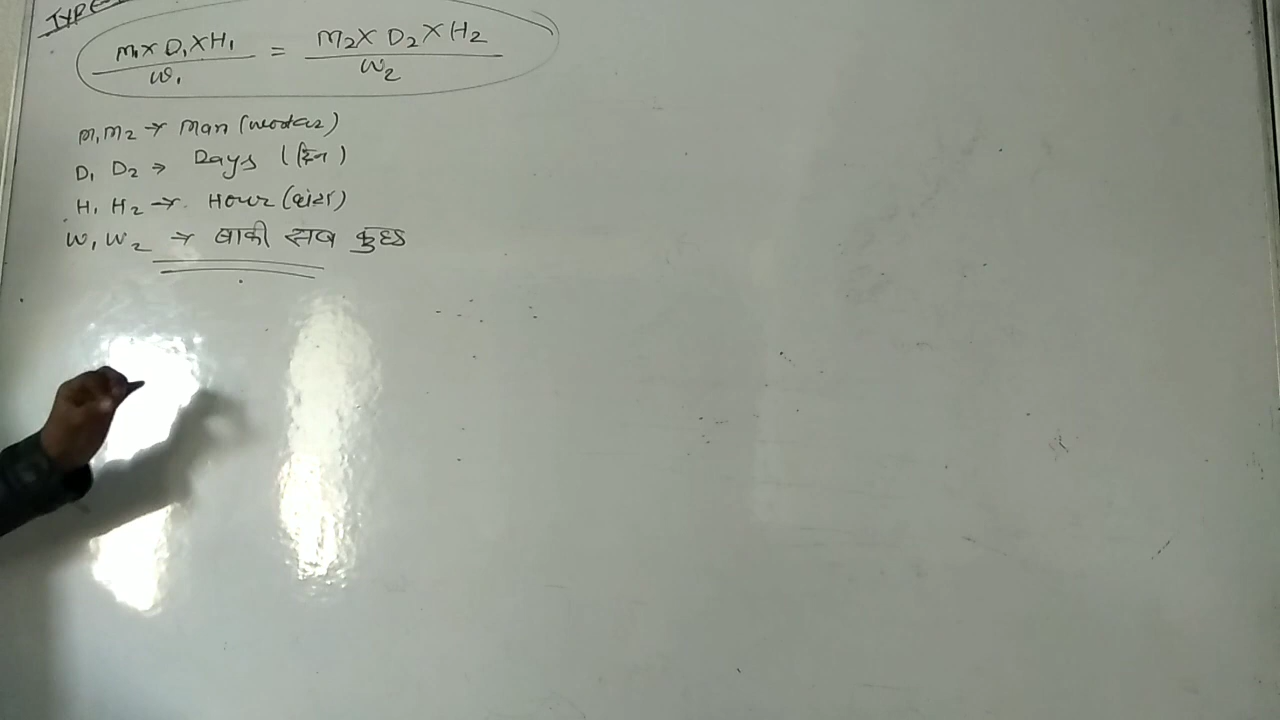 TYPE
M₁ X D₁ X H₁ / W₁ = M₂ X D₂ X H₂ / W₂
M₁ M₂ → Man (worker)
D₁ D₂ → Days (दिन)
H₁ H₂ → Hour (घंटा)
W₁ W₂ → बाकी सब कुछ